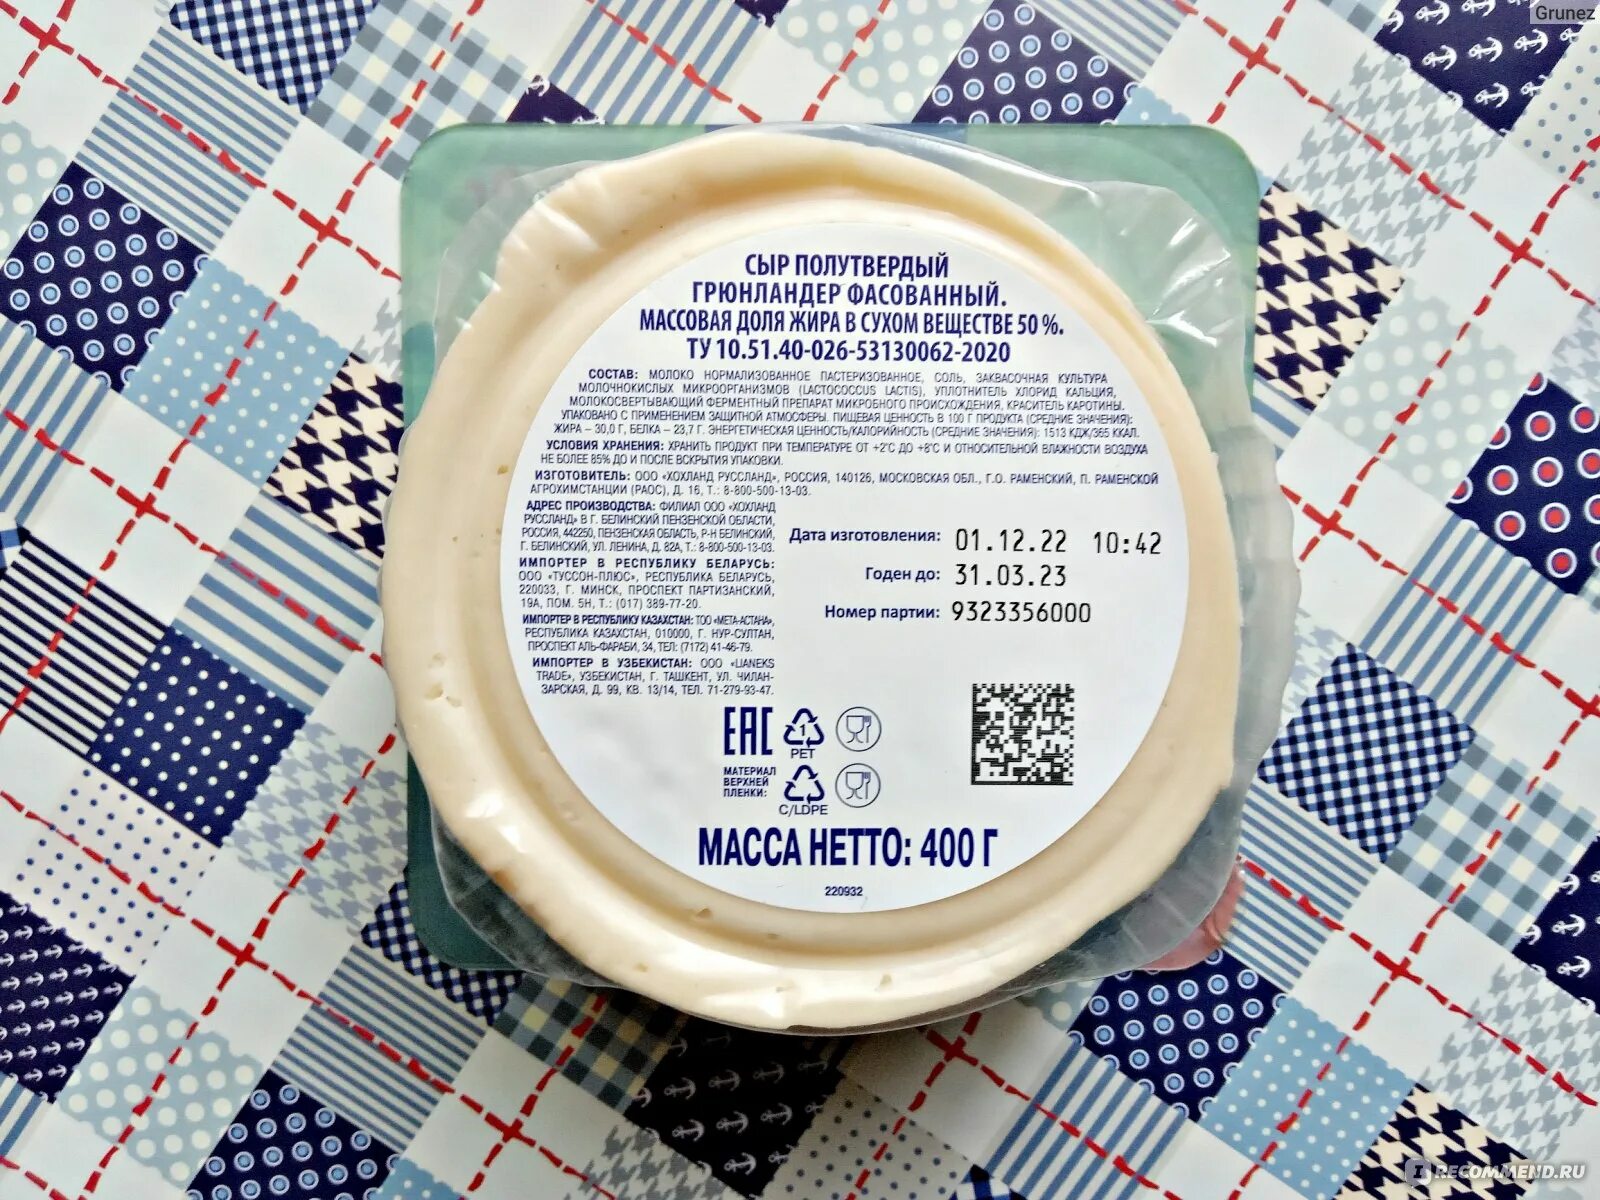 Grunez
СЫР ПОЛУТВЕРДЫЙ
ГРЮНЛАНДЕР ФАСОВАННЫЙ.
МАССОВАЯ ДОЛЯ ЖИРА В СУХОМ ВЕЩЕСТВЕ 50 %.
ТУ 10.51.40-026-53130062-2020
СОСТАВ: МОЛОКО НОРМАЛИЗОВАННОЕ ПАСТЕРИЗОВАННОЕ, СОЛЬ, ЗАКВАСОЧНАЯ КУЛЬТУРА
МОЛОЧНОКИСЛЫХ МИКРООРГАНИЗМОВ (LACTOCOCCUS LACTIS), УПЛОТНИТЕЛЬ ХЛОРИД КАЛЬЦИЯ,
МОЛОКОСВЕРТЫВАЮЩИЙ ФЕРМЕНТНЫЙ ПРЕПАРАТ МИКРОБНОГО ПРОИСХОЖДЕНИЯ, КРАСИТЕЛЬ КАРОТИНЫ.
УПАКОВАНО С ПРИМЕНЕНИЕМ ЗАЩИТНОЙ АТМОСФЕРЫ. ПИЩЕВАЯ ЦЕННОСТЬ В 100 Г ПРОДУКТА (СРЕДНИЕ ЗНАЧЕНИЯ):
ЖИРА – 30,0 Г, БЕЛКА – 23,7 Г. ЭНЕРГЕТИЧЕСКАЯ ЦЕННОСТЬ/КАЛОРИЙНОСТЬ (СРЕДНИЕ ЗНАЧЕНИЯ): 1513 КДЖ/365 ККАЛ.
УСЛОВИЯ ХРАНЕНИЯ: ХРАНИТЬ ПРОДУКТ ПРИ ТЕМПЕРАТУРЕ ОТ +2°С ДО +8°С И ОТНОСИТЕЛЬНОЙ ВЛАЖНОСТИ ВОЗДУХА
НЕ БОЛЕЕ 85% ДО И ПОСЛЕ ВСКРЫТИЯ УПАКОВКИ.
ИЗГОТОВИТЕЛЬ: ООО «ХОХЛАНД РУССЛАНД», РОССИЯ, 140126, МОСКОВСКАЯ ОБЛ., Г.О. РАМЕНСКИЙ, П. РАМЕНСКОЙ
АГРОХИМСТАНЦИИ (РАОС), Д. 16, Т.: 8-800-500-13-03.
АДРЕС ПРОИЗВОДСТВА: ФИЛИАЛ ООО «ХОХЛАНД
РУССЛАНД» В Г. БЕЛИНСКИЙ ПЕНЗЕНСКОЙ ОБЛАСТИ,
РОССИЯ, 442250, ПЕНЗЕНСКАЯ ОБЛАСТЬ, Р-Н БЕЛИНСКИЙ,
Г. БЕЛИНСКИЙ, УЛ. ЛЕНИНА, Д. 82А, Т.: 8-800-500-13-03.
ИМПОРТЕР В РЕСПУБЛИКУ БЕЛАРУСЬ:
ООО «ТУССОН-ПЛЮС», РЕСПУБЛИКА БЕЛАРУСЬ,
220033, Г. МИНСК, ПРОСПЕКТ ПАРТИЗАНСКИЙ,
19А, ПОМ. 5Н, Т.: (017) 389-77-20.
ИМПОРТЕР В РЕСПУБЛИКУ КАЗАХСТАН: ТОО «МЕТА-АСТАНА»,
РЕСПУБЛИКА КАЗАХСТАН, 010000, Г. НУР-СУЛТАН,
ПРОСПЕКТ АЛЬ-ФАРАБИ, 34, ТЕЛ: (7172) 41-46-79.
ИМПОРТЕР В УЗБЕКИСТАН: ООО «LIANEKS
TRADE», УЗБЕКИСТАН, Г. ТАШКЕНТ, УЛ. ЧИЛАН-
ЗАРСКАЯ, Д. 99, КВ. 13/14, ТЕЛ. 71-279-93-47.
Дата изготовления: 01.12.22 10:42
Годен до: 31.03.23
Номер партии: 9323356000
EAC
1
PET
МАТЕРИАЛ
ВЕРХНЕЙ
ПЛЕНКИ:
C/LDPE
МАССА НЕТТО: 400 Г
220932
IRECOMMEND.RU